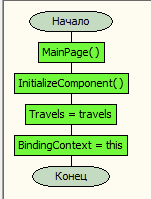 Начало
MainPage()
InitializeComponent()
Travels = travels
BindingContext = this
Конец